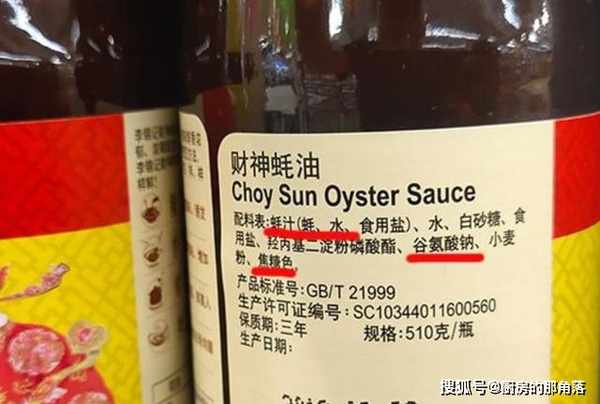 财神蚝油
Choy Sun Oyster Sauce
配料表:蚝汁(蚝、水、食用盐)、水、白砂糖、食
用盐、羟丙基二淀粉磷酸酯、谷氨酸钠、小麦
粉、焦糖色
产品标准号:GB/T 21999
生产许可证编号:SC10344011600560
保质期:三年 规格:510克/瓶
生产日期:
搜狐号@厨房的那角落